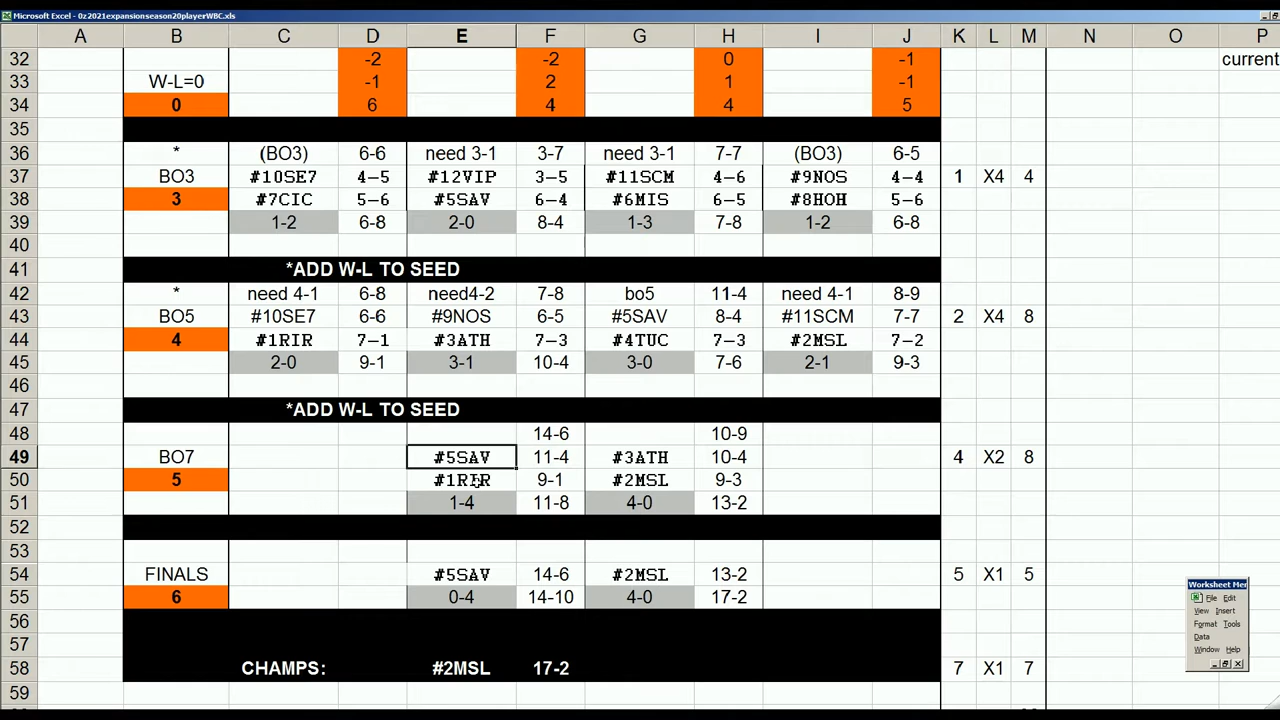 Microsoft Excel - 0z2021expansionseason20playerWBC.xls
A B C D E F G H I J K L M N O P
32 -2 -2 0 -1 current
33 W-L=0 -1 2 1 -1
34 0 6 4 4 5
35
36 * (BO3) 6-6 need 3-1 3-7 need 3-1 7-7 (BO3) 6-5
37 BO3 #10SE7 4-5 #12VIP 3-5 #11SCM 4-6 #9NOS 4-4 1 X4 4
38 3 #7CIC 5-6 #5SAV 6-4 #6MIS 6-5 #8HOH 5-6
39 1-2 6-8 2-0 8-4 1-3 7-8 1-2 6-8
40
41 *ADD W-L TO SEED
42 * need 4-1 6-8 need4-2 7-8 bo5 11-4 need 4-1 8-9
43 BO5 #10SE7 6-6 #9NOS 6-5 #5SAV 8-4 #11SCM 7-7 2 X4 8
44 4 #1RIR 7-1 #3ATH 7-3 #4TUC 7-3 #2MSL 7-2
45 2-0 9-1 3-1 10-4 3-0 7-6 2-1 9-3
46
47 *ADD W-L TO SEED
48 14-6 10-9
49 BO7 #5SAV 11-4 #3ATH 10-4 4 X2 8
50 5 #1RIR 9-1 #2MSL 9-3
51 1-4 11-8 4-0 13-2
52
53
54 FINALS #5SAV 14-6 #2MSL 13-2 5 X1 5
55 6 0-4 14-10 4-0 17-2
56
57
58 CHAMPS: #2MSL 17-2 7 X1 7
59
Worksheet Mer
File Edit
View Insert
Format Tools
Data
Window Help